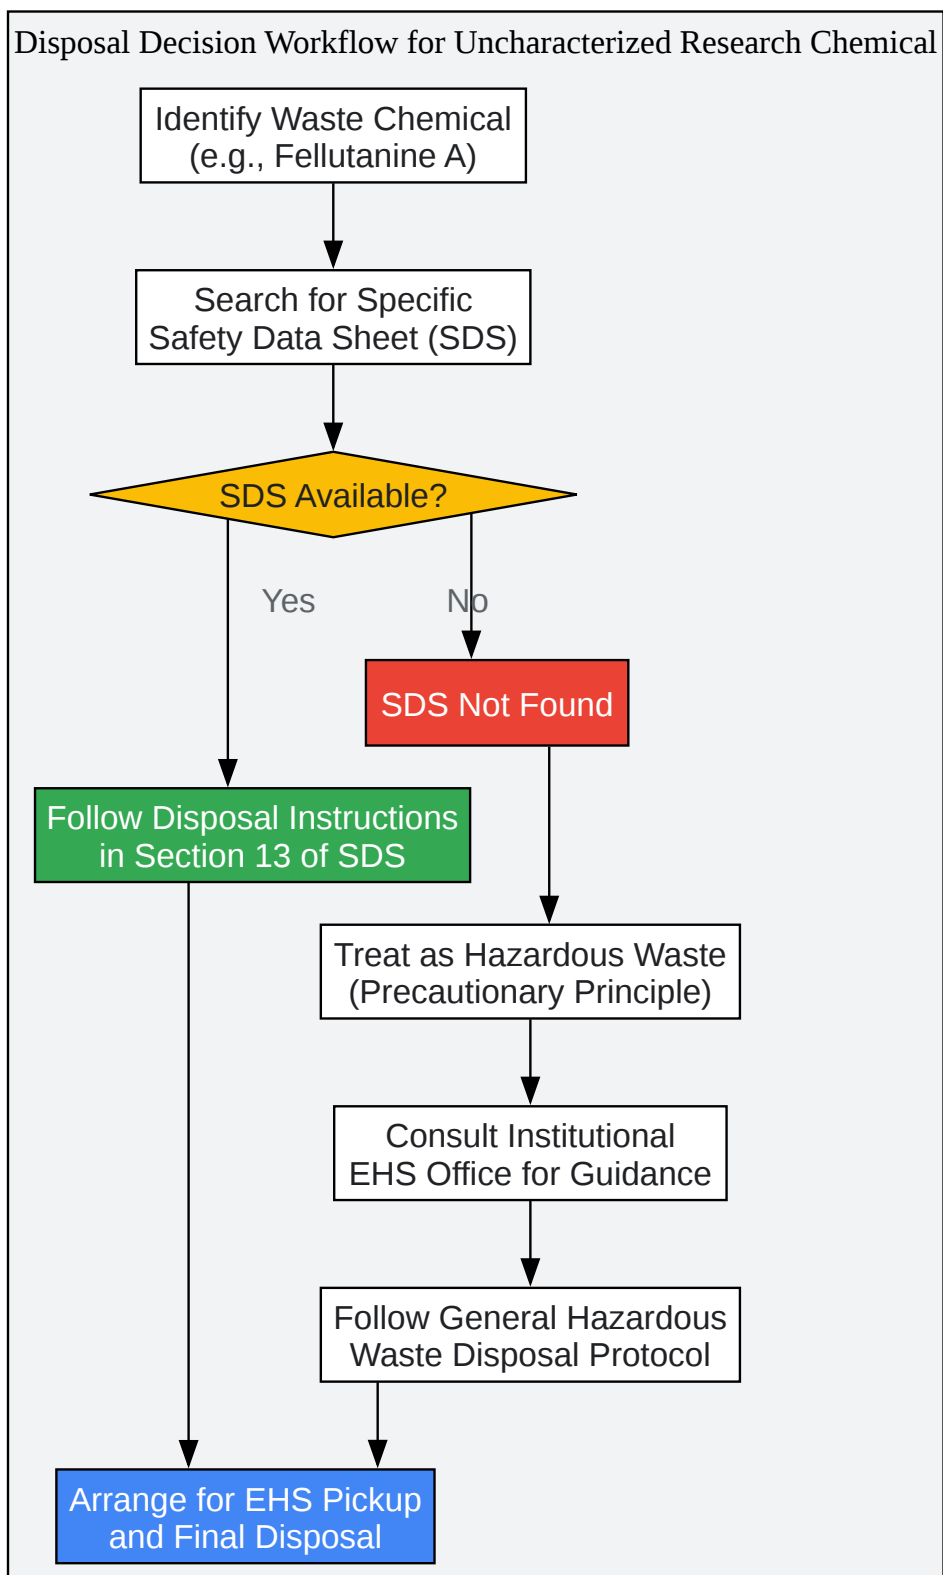 Disposal Decision Workflow for Uncharacterized Research Chemical
Identify Waste Chemical
(e.g., Fellutanine A)
Search for Specific
Safety Data Sheet (SDS)
SDS Available?
Yes
No
SDS Not Found
Follow Disposal Instructions
in Section 13 of SDS
Treat as Hazardous Waste
(Precautionary Principle)
Consult Institutional
EHS Office for Guidance
Follow General Hazardous
Waste Disposal Protocol
Arrange for EHS Pickup
and Final Disposal